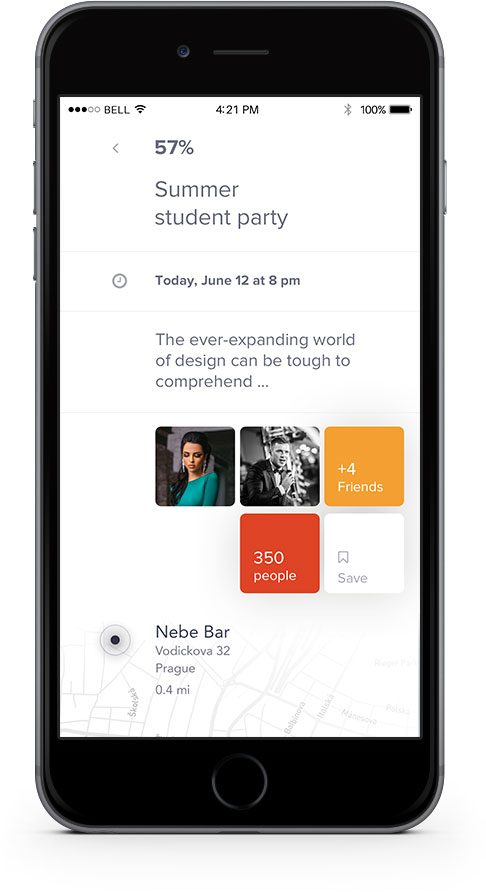 BELL 4:21 PM 100%
57%
Summer
student party
Today, June 12 at 8 pm
The ever-expanding world
of design can be tough to
comprehend ...
+4
Friends
350
people
Save
Nebe Bar
Vodickova 32
Prague
0.4 mi
Rieger Park
Školská
Balbínova
Italská
Mánesova
Polská